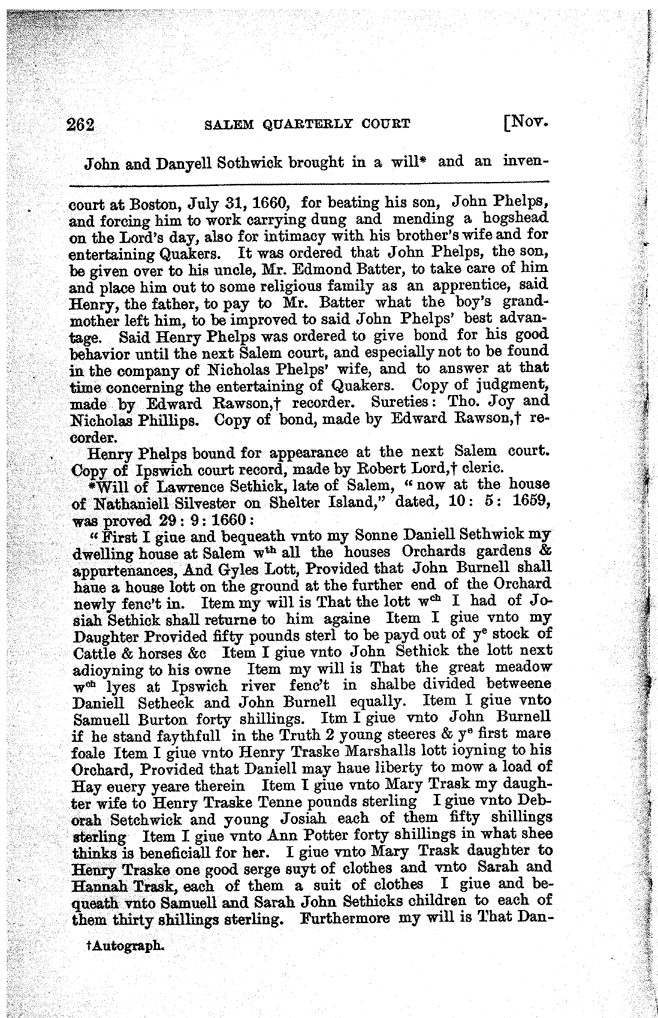 262 SALEM QUARTERLY COURT [Nov.
John and Danyell Sothwick brought in a will* and an inven-
court at Boston, July 31, 1660, for beating his son, John Phelps,
and forcing him to work carrying dung and mending a hogshead
on the Lord's day, also for intimacy with his brother's wife and for
entertaining Quakers. It was ordered that John Phelps, the son,
be given over to his uncle, Mr. Edmond Batter, to take care of him
and place him out to some religious family as an apprentice, said
Henry, the father, to pay to Mr. Batter what the boy's grand-
mother left him, to be improved to said John Phelps' best advan-
tage. Said Henry Phelps was ordered to give bond for his good
behavior until the next Salem court, and especially not to be found
in the company of Nicholas Phelps' wife, and to answer at that
time concerning the entertaining of Quakers. Copy of judgment,
made by Edward Rawson,† recorder. Sureties: Tho. Joy and
Nicholas Phillips. Copy of bond, made by Edward Rawson,† re-
corder.
Henry Phelps bound for appearance at the next Salem court.
Copy of Ipswich court record, made by Robert Lord,† cleric.
*Will of Lawrence Sethick, late of Salem, "now at the house
of Nathaniell Silvester on Shelter Island," dated, 10: 5: 1659,
was proved 29: 9: 1660:
"First I giue and bequeath vnto my Sonne Daniell Sethwick my
dwelling house at Salem wth all the houses Orchards gardens &
appurtenances, And Gyles Lott, Provided that John Burnell shall
haue a house lott on the ground at the further end of the Orchard
newly fenc't in. Item my will is That the lott wch I had of Jo-
siah Sethick shall returne to him againe Item I giue vnto my
Daughter Provided fifty pounds sterl to be payd out of ye stock of
Cattle & horses &c Item I giue vnto John Sethick the lott next
adioyning to his owne Item my will is That the great meadow
wch lyes at Ipswich river fenc't in shalbe divided betweene
Daniell Setheck and John Burnell equally. Item I giue vnto
Samuell Burton forty shillings. Itm I giue vnto John Burnell
if he stand faythfull in the Truth 2 young steeres & ye first mare
foale Item I giue vnto Henry Traske Marshalls lott ioyning to his
Orchard, Provided that Daniell may haue liberty to mow a load of
Hay euery yeare therein Item I giue vnto Mary Trask my daugh-
ter wife to Henry Traske Tenne pounds sterling I giue vnto Deb-
orah Setchwick and young Josiah each of them fifty shillings
sterling Item I giue vnto Ann Potter forty shillings in what shee
thinks is beneficiall for her. I giue vnto Mary Trask daughter to
Henry Traske one good serge suyt of clothes and vnto Sarah and
Hannah Trask, each of them a suit of clothes I giue and be-
queath vnto Samuell and Sarah John Sethicks children to each of
them thirty shillings sterling. Furthermore my will is That Dan-
†Autograph.